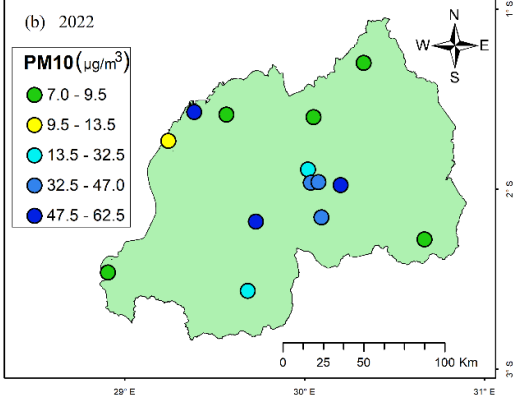 (b) 2022
PM10 (µg/m³)
7.0 - 9.5
9.5 - 13.5
13.5 - 32.5
32.5 - 47.0
47.5 - 62.5
N
W E
S
1° S
2° S
3° S
0 25 50 100 Km
29° E 30° E 31° E